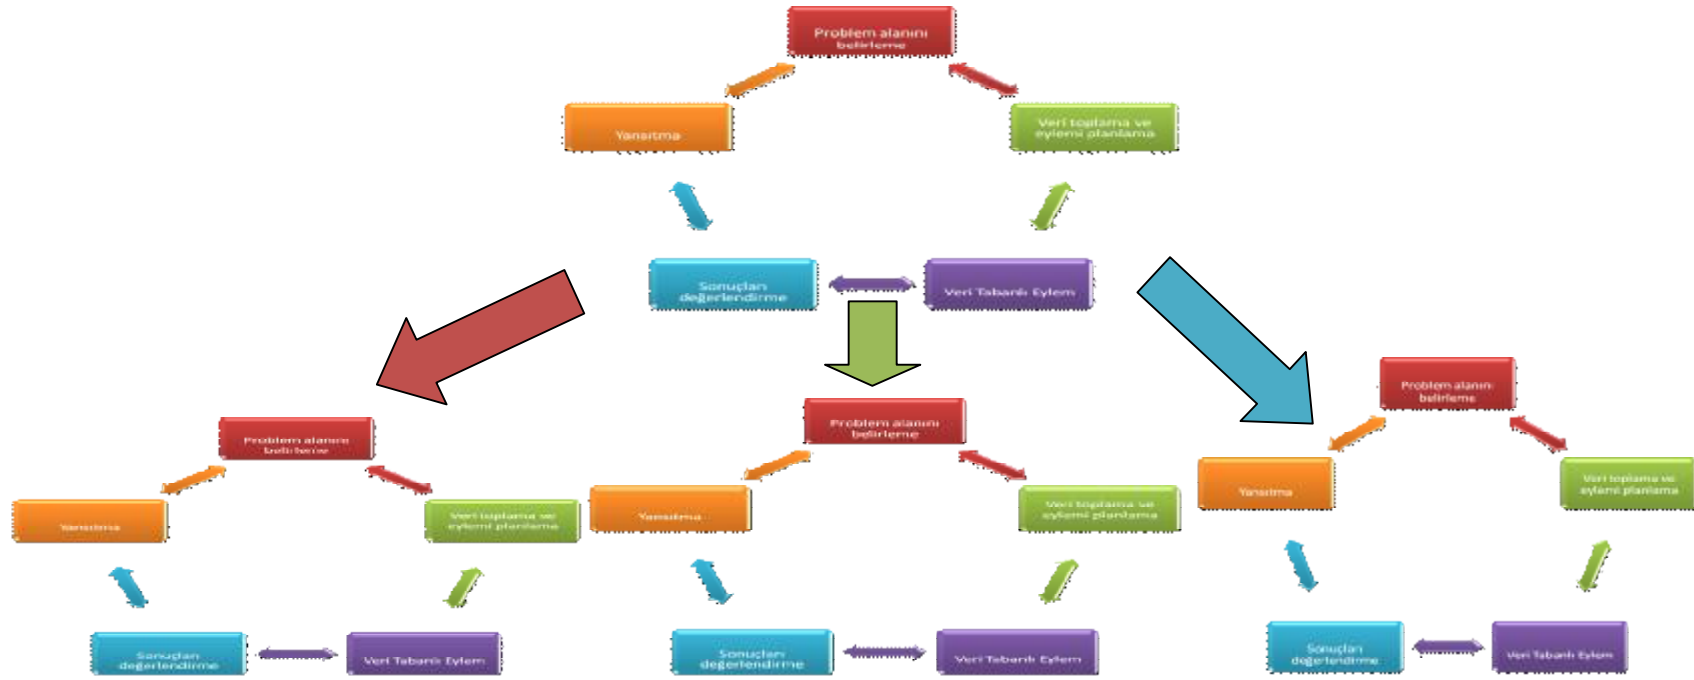 Problem alanını
belirleme
Yansıtma
Veri toplama ve
eylemi planlama
Sonuçları
değerlendirme
Veri Tabanlı Eylem
Problem alanını
belirleme
Yansıtma
Veri toplama ve
eylemi planlama
Sonuçları
değerlendirme
Veri Tabanlı Eylem
Problem alanını
belirleme
Yansıtma
Veri toplama ve
eylemi planlama
Sonuçları
değerlendirme
Veri Tabanlı Eylem
Problem alanını
belirleme
Yansıtma
Veri toplama ve
eylemi planlama
Sonuçları
değerlendirme
Veri Tabanlı Eylem